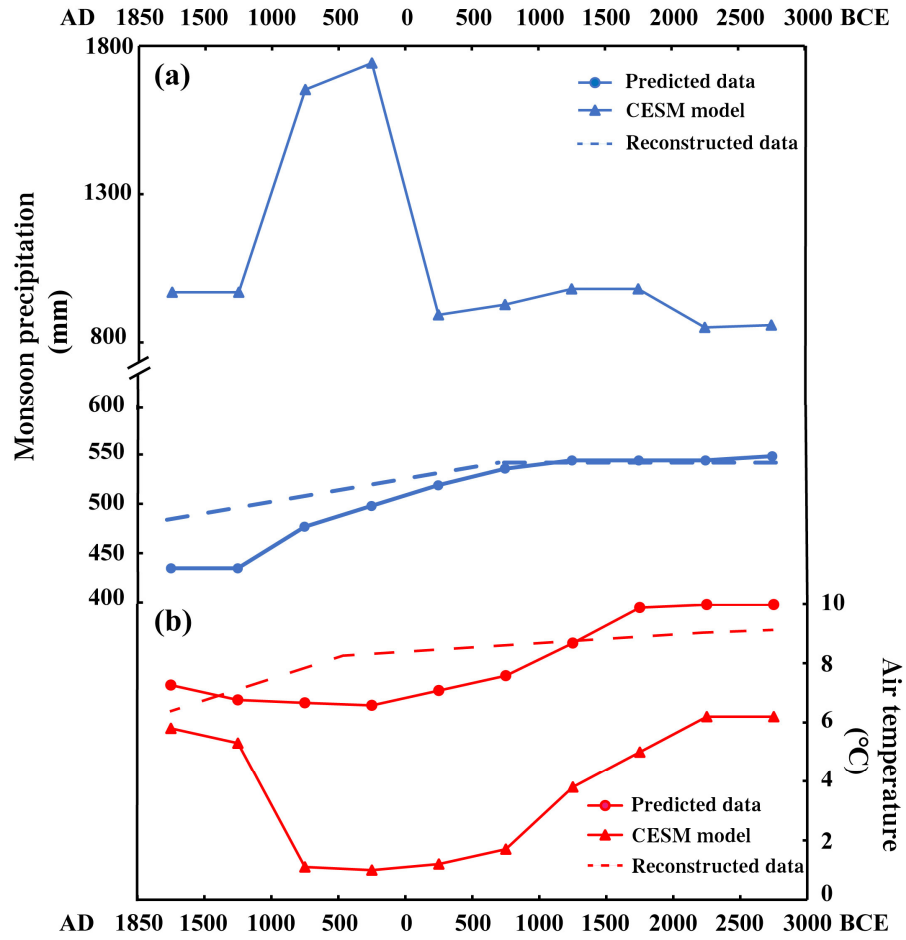 AD 1850 1500 1000 500 0 500 1000 1500 2000 2500 3000 BCE
1800
(a)
Predicted data
CESM model
Reconstructed data
1300
800
Monsoon precipitation
(mm)
600
550
500
450
400
(b)
10
8
6
4
2
0
Air temperature
(°C)
Predicted data
CESM model
Reconstructed data
AD 1850 1500 1000 500 0 500 1000 1500 2000 2500 3000 BCE